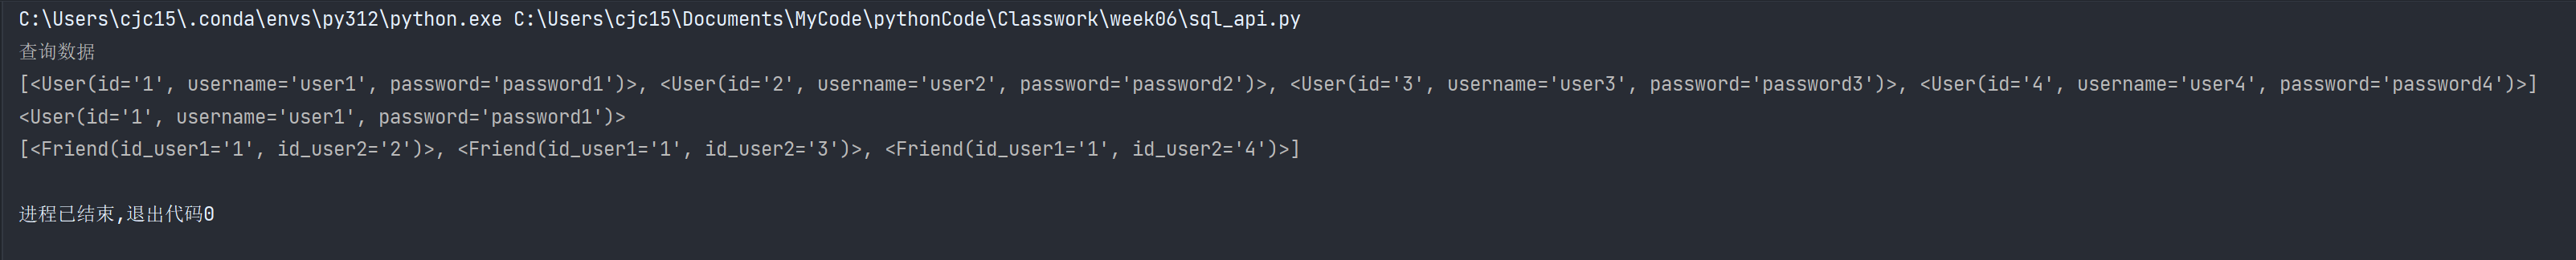 C:\Users\cjc15\.conda\envs\py312\python.exe C:\Users\cjc15\Documents\MyCode\pythonCode\Classwork\week06\sql_api.py
查询数据
[<User(id='1', username='user1', password='password1')>, <User(id='2', username='user2', password='password2')>, <User(id='3', username='user3', password='password3')>, <User(id='4', username='user4', password='password4')>]
<User(id='1', username='user1', password='password1')>
[<Friend(id_user1='1', id_user2='2')>, <Friend(id_user1='1', id_user2='3')>, <Friend(id_user1='1', id_user2='4')>]
进程已结束,退出代码0